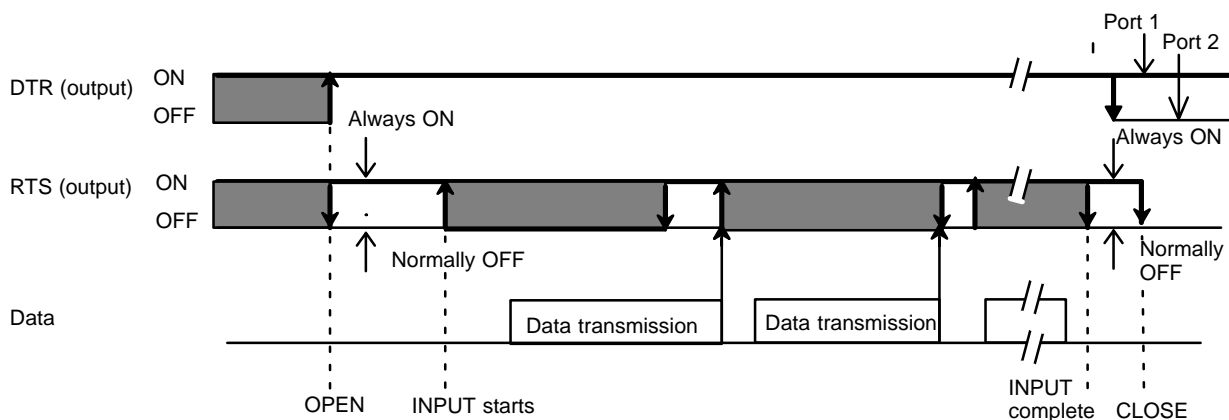 Port 1
Port 2
DTR (output)
ON
OFF
Always ON
Always ON
RTS (output)
ON
OFF
Normally OFF
Normally
OFF
Data
Data transmission
Data transmission
OPEN
INPUT starts
INPUT
complete
CLOSE